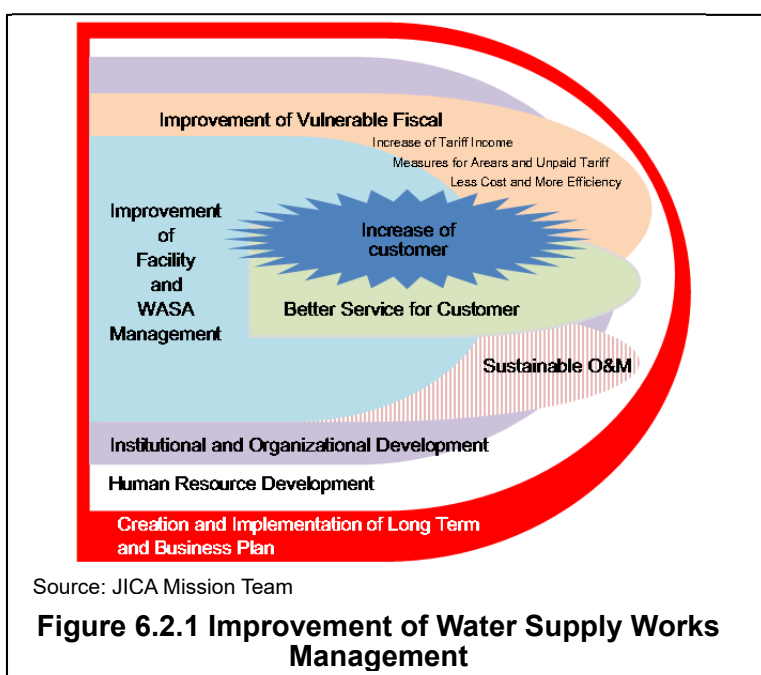 Improvement of Vulnerable Fiscal
Increase of Tariff Income
Measures for Arears and Unpaid Tariff
Less Cost and More Efficiency
Improvement
of
Facility
and
WASA
Management
Increase of
customer
Better Service for Customer
Sustainable O&M
Institutional and Organizational Development
Human Resource Development
Creation and Implementation of Long Term
and Business Plan
Source: JICA Mission Team
Figure 6.2.1 Improvement of Water Supply Works
Management